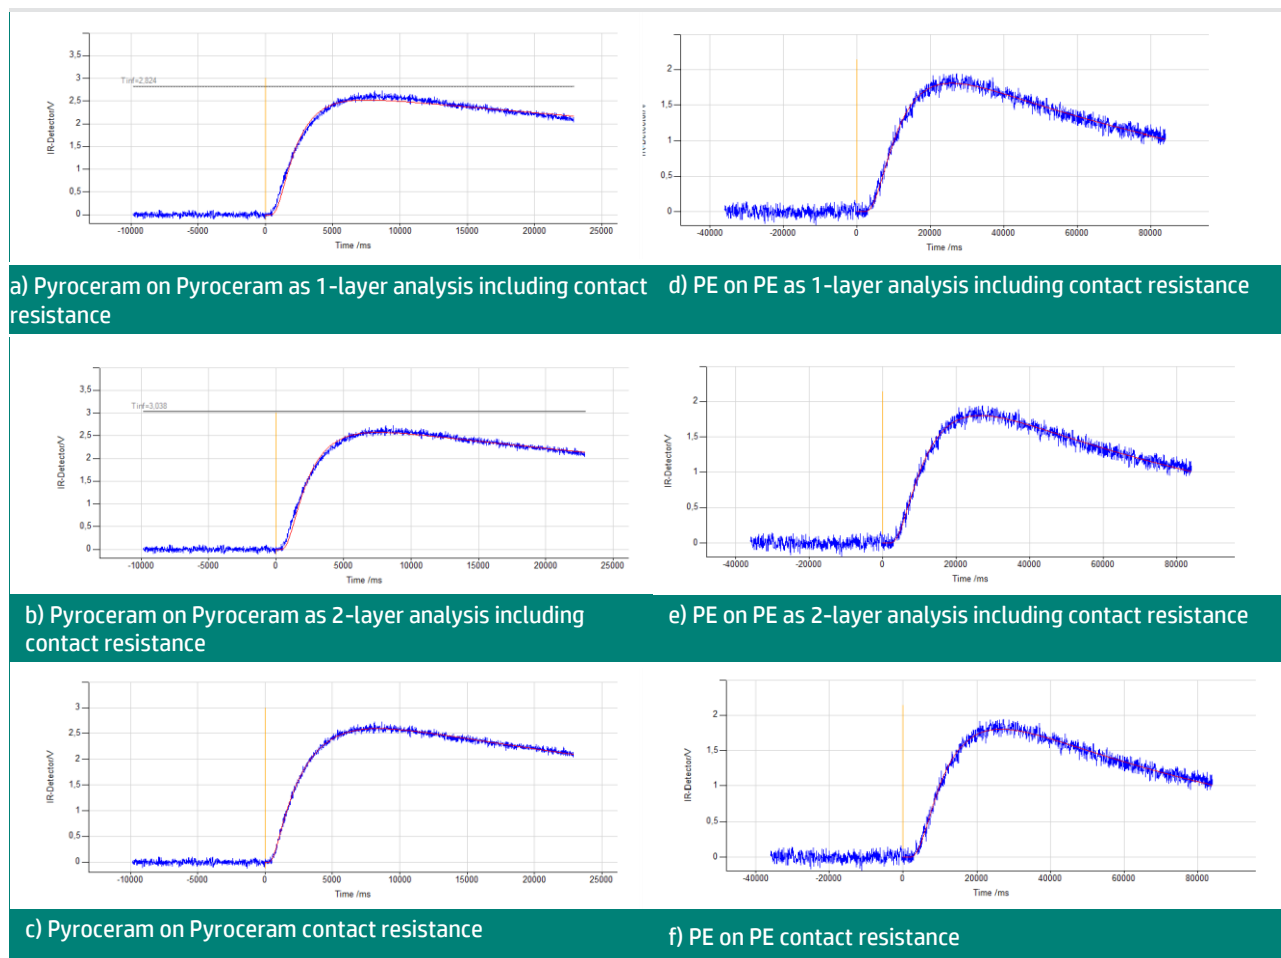 3,5
3
2,5
2
1,5
1
0,5
0
Tinf=2,824
IR-Detector/V
-10000 -5000 0 5000 10000 15000 20000 25000
Time /ms
2
1,5
1
0,5
0
-40000 -20000 0 20000 40000 60000 80000
Time /ms
a) Pyroceram on Pyroceram as 1-layer analysis including contact
resistance
d) PE on PE as 1-layer analysis including contact resistance
3,5
3
2,5
2
1,5
1
0,5
0
Tinf=3,038
IR-Detector/V
-10000 -5000 0 5000 10000 15000 20000 25000
Time /ms
2
1,5
1
0,5
0
IR-Detector/V
-40000 -20000 0 20000 40000 60000 80000
Time /ms
b) Pyroceram on Pyroceram as 2-layer analysis including
contact resistance
e) PE on PE as 2-layer analysis including contact resistance
3
2,5
2
1,5
1
0,5
0
IR-Detector/V
-10000 -5000 0 5000 10000 15000 20000 25000
Time /ms
2
1,5
1
0,5
0
IR-Detector/V
-40000 -20000 0 20000 40000 60000 80000
Time /ms
c) Pyroceram on Pyroceram contact resistance
f) PE on PE contact resistance